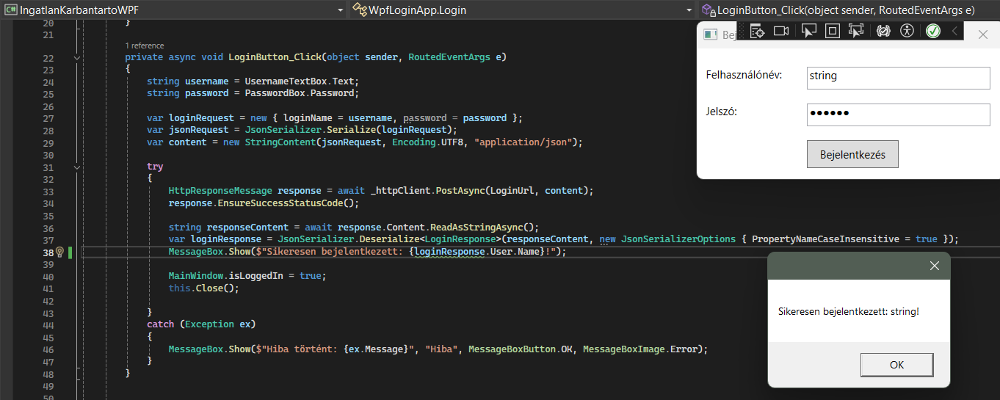 IngatlanKarbantartoWPF
WpfLoginApp.Login
LoginButton_Click(object sender, RoutedEventArgs e)
20 }
21
1 reference
22 private async void LoginButton_Click(object sender, RoutedEventArgs e)
23 {
24 string username = UsernameTextBox.Text;
25 string password = PasswordBox.Password;
26
27 var loginRequest = new { loginName = username, password = password };
28 var jsonRequest = JsonSerializer.Serialize(loginRequest);
29 var content = new StringContent(jsonRequest, Encoding.UTF8, "application/json");
30
31 try
32 {
33 HttpResponseMessage response = await _httpClient.PostAsync(LoginUrl, content);
34 response.EnsureSuccessStatusCode();
35
36 string responseContent = await response.Content.ReadAsStringAsync();
37 var loginResponse = JsonSerializer.Deserialize<LoginResponse>(responseContent, new JsonSerializerOptions { PropertyNameCaseInsensitive = true });
38 MessageBox.Show($"Sikeresen bejelentkezett: {loginResponse.User.Name}!");
39
40 MainWindow.isLoggedIn = true;
41 this.Close();
42
43 }
44 catch (Exception ex)
45 {
46 MessageBox.Show($"Hiba történt: {ex.Message}", "Hiba", MessageBoxButton.OK, MessageBoxImage.Error);
47 }
48 }
49
50
Bej
Felhasználónév:
string
Jelszó:
●●●●●●
Bejelentkezés
Sikeresen bejelentkezett: string!
OK